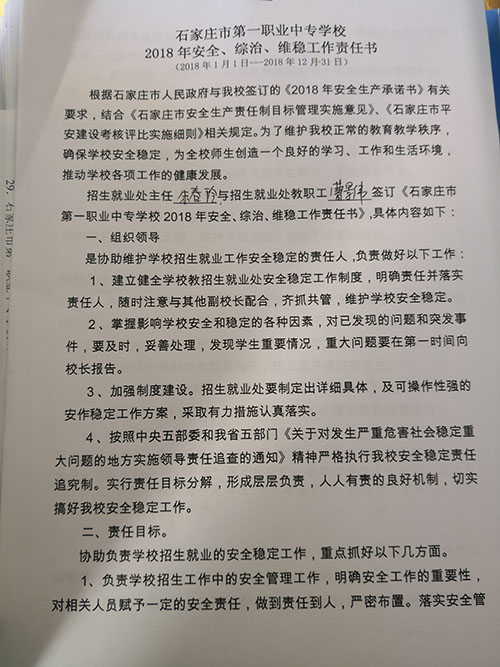 石家庄市第一职业中专学校
2018年安全、综治、维稳工作责任书
（2018年1月1日---2018年12月31日）
根据石家庄市人民政府与我校签订的《2018年安全生产承诺书》有关
要求，结合《石家庄市安全生产责任制目标管理实施意见》、《石家庄市平
安建设考核评比实施细则》相关规定。为了维护我校正常的教育教学秩序，
确保学校安全稳定，为全校师生创造一个良好的学习、工作和生活环境，
推动学校各项工作的健康发展。
招生就业处主任 与招生就业处教职工 签订《石家庄市
第一职业中专学校2018年安全、综治、维稳工作责任书》，具体内容如下：
一、组织领导
是协助维护学校招生就业工作安全稳定的责任人，负责做好以下工作：
1、建立健全学校教招生就业处安全稳定工作制度，明确责任并落实
责任人，随时注意与其他副校长配合，齐抓共管，维护学校安全稳定。
2、掌握影响学校安全和稳定的各种因素，对已发现的问题和突发事
件，要及时，妥善处理，发现学生重要情况，重大问题要在第一时间向
校长报告。
3、加强制度建设。招生就业处要制定出详细具体，及可操作性强的
安作稳定工作方案，采取有力措施认真落实。
4、按照中央五部委和我省五部门《关于对发生严重危害社会稳定重
大问题的地方实施领导责任追查的通知》精神严格执行我校安全稳定责任
追究制。实行责任目标分解，形成层层负责，人人有责的良好机制，切实
搞好我校安全稳定工作。
二、责任目标。
协助负责学校招生就业的安全稳定工作，重点抓好以下几方面。
1、负责学校招生工作中的安全管理工作，明确安全工作的重要性，
对相关人员赋予一定的安全责任，做到责任到人，严密布置。落实安全管
29．石家庄市第